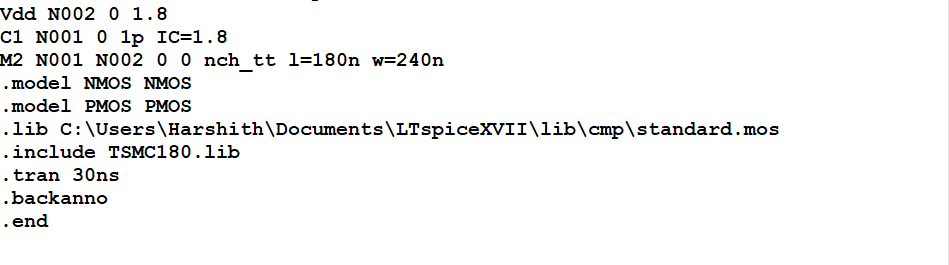 Vdd N002 0 1.8
C1 N001 0 1p IC=1.8
M2 N001 N002 0 0 nch_tt l=180n w=240n
.model NMOS NMOS
.model PMOS PMOS
.lib C:\Users\Harshith\Documents\LTspiceXVII\lib\cmp\standard.mos
.include TSMC180.lib
.tran 30ns
.backanno
.end